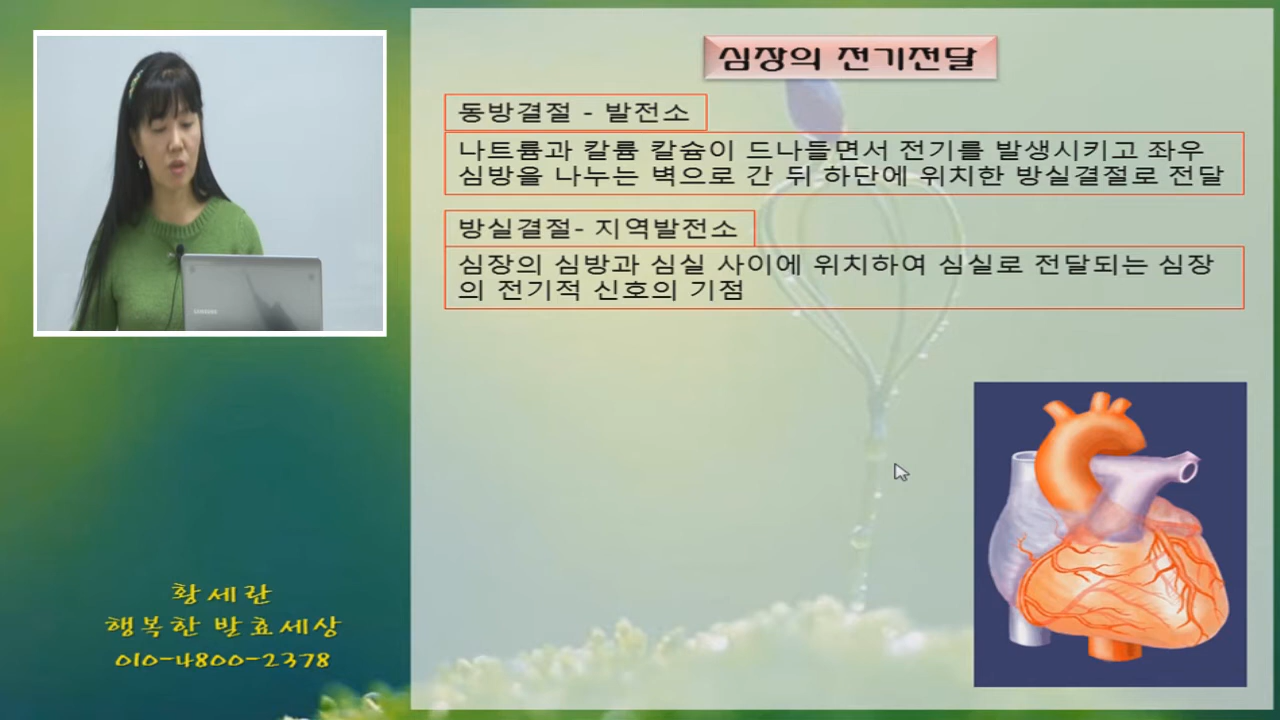 심장의 전기전달
동방결절 - 발전소
나트륨과 칼륨 칼슘이 드나들면서 전기를 발생시키고 좌우
심방을 나누는 벽으로 간 뒤 하단에 위치한 방실결절로 전달
방실결절- 지역발전소
심장의 심방과 심실 사이에 위치하여 심실로 전달되는 심장
의 전기적 신호의 기점
SAMSUNG
황세란
행복한 발효세상
010-4800-2378